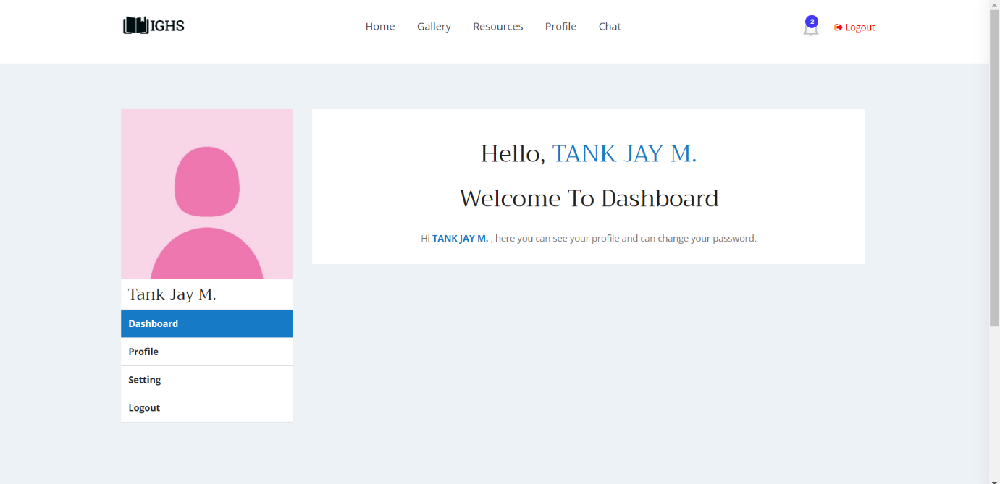 IGHS
Home Gallery Resources Profile Chat
2
Logout
Hello, TANK JAY M.
Welcome To Dashboard
Hi TANK JAY M. , here you can see your profile and can change your password.
Tank Jay M.
Dashboard
Profile
Setting
Logout